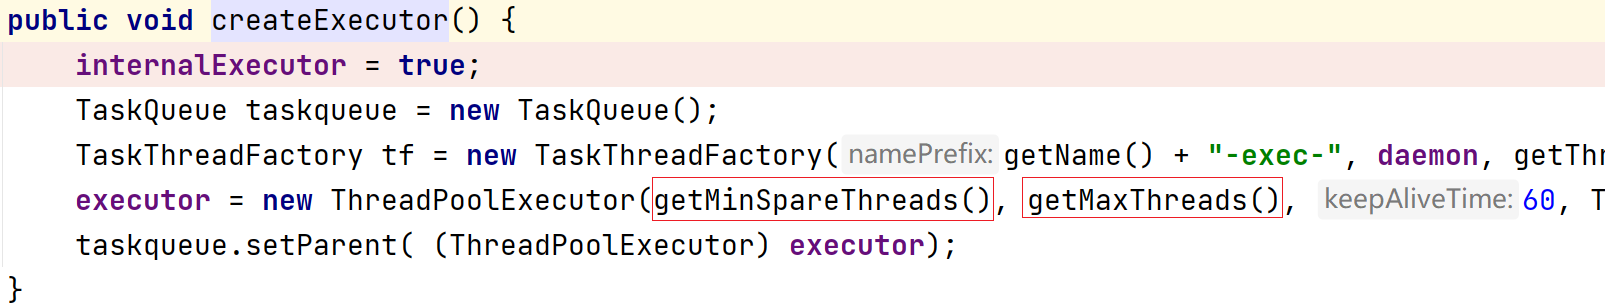 public void createExecutor() {
internalExecutor = true;
TaskQueue taskqueue = new TaskQueue();
TaskThreadFactory tf = new TaskThreadFactory( namePrefix: getName() + "-exec-", daemon, getThr
executor = new ThreadPoolExecutor(getMinSpareThreads(), getMaxThreads(), keepAliveTime: 60, T
taskqueue.setParent( (ThreadPoolExecutor) executor);
}